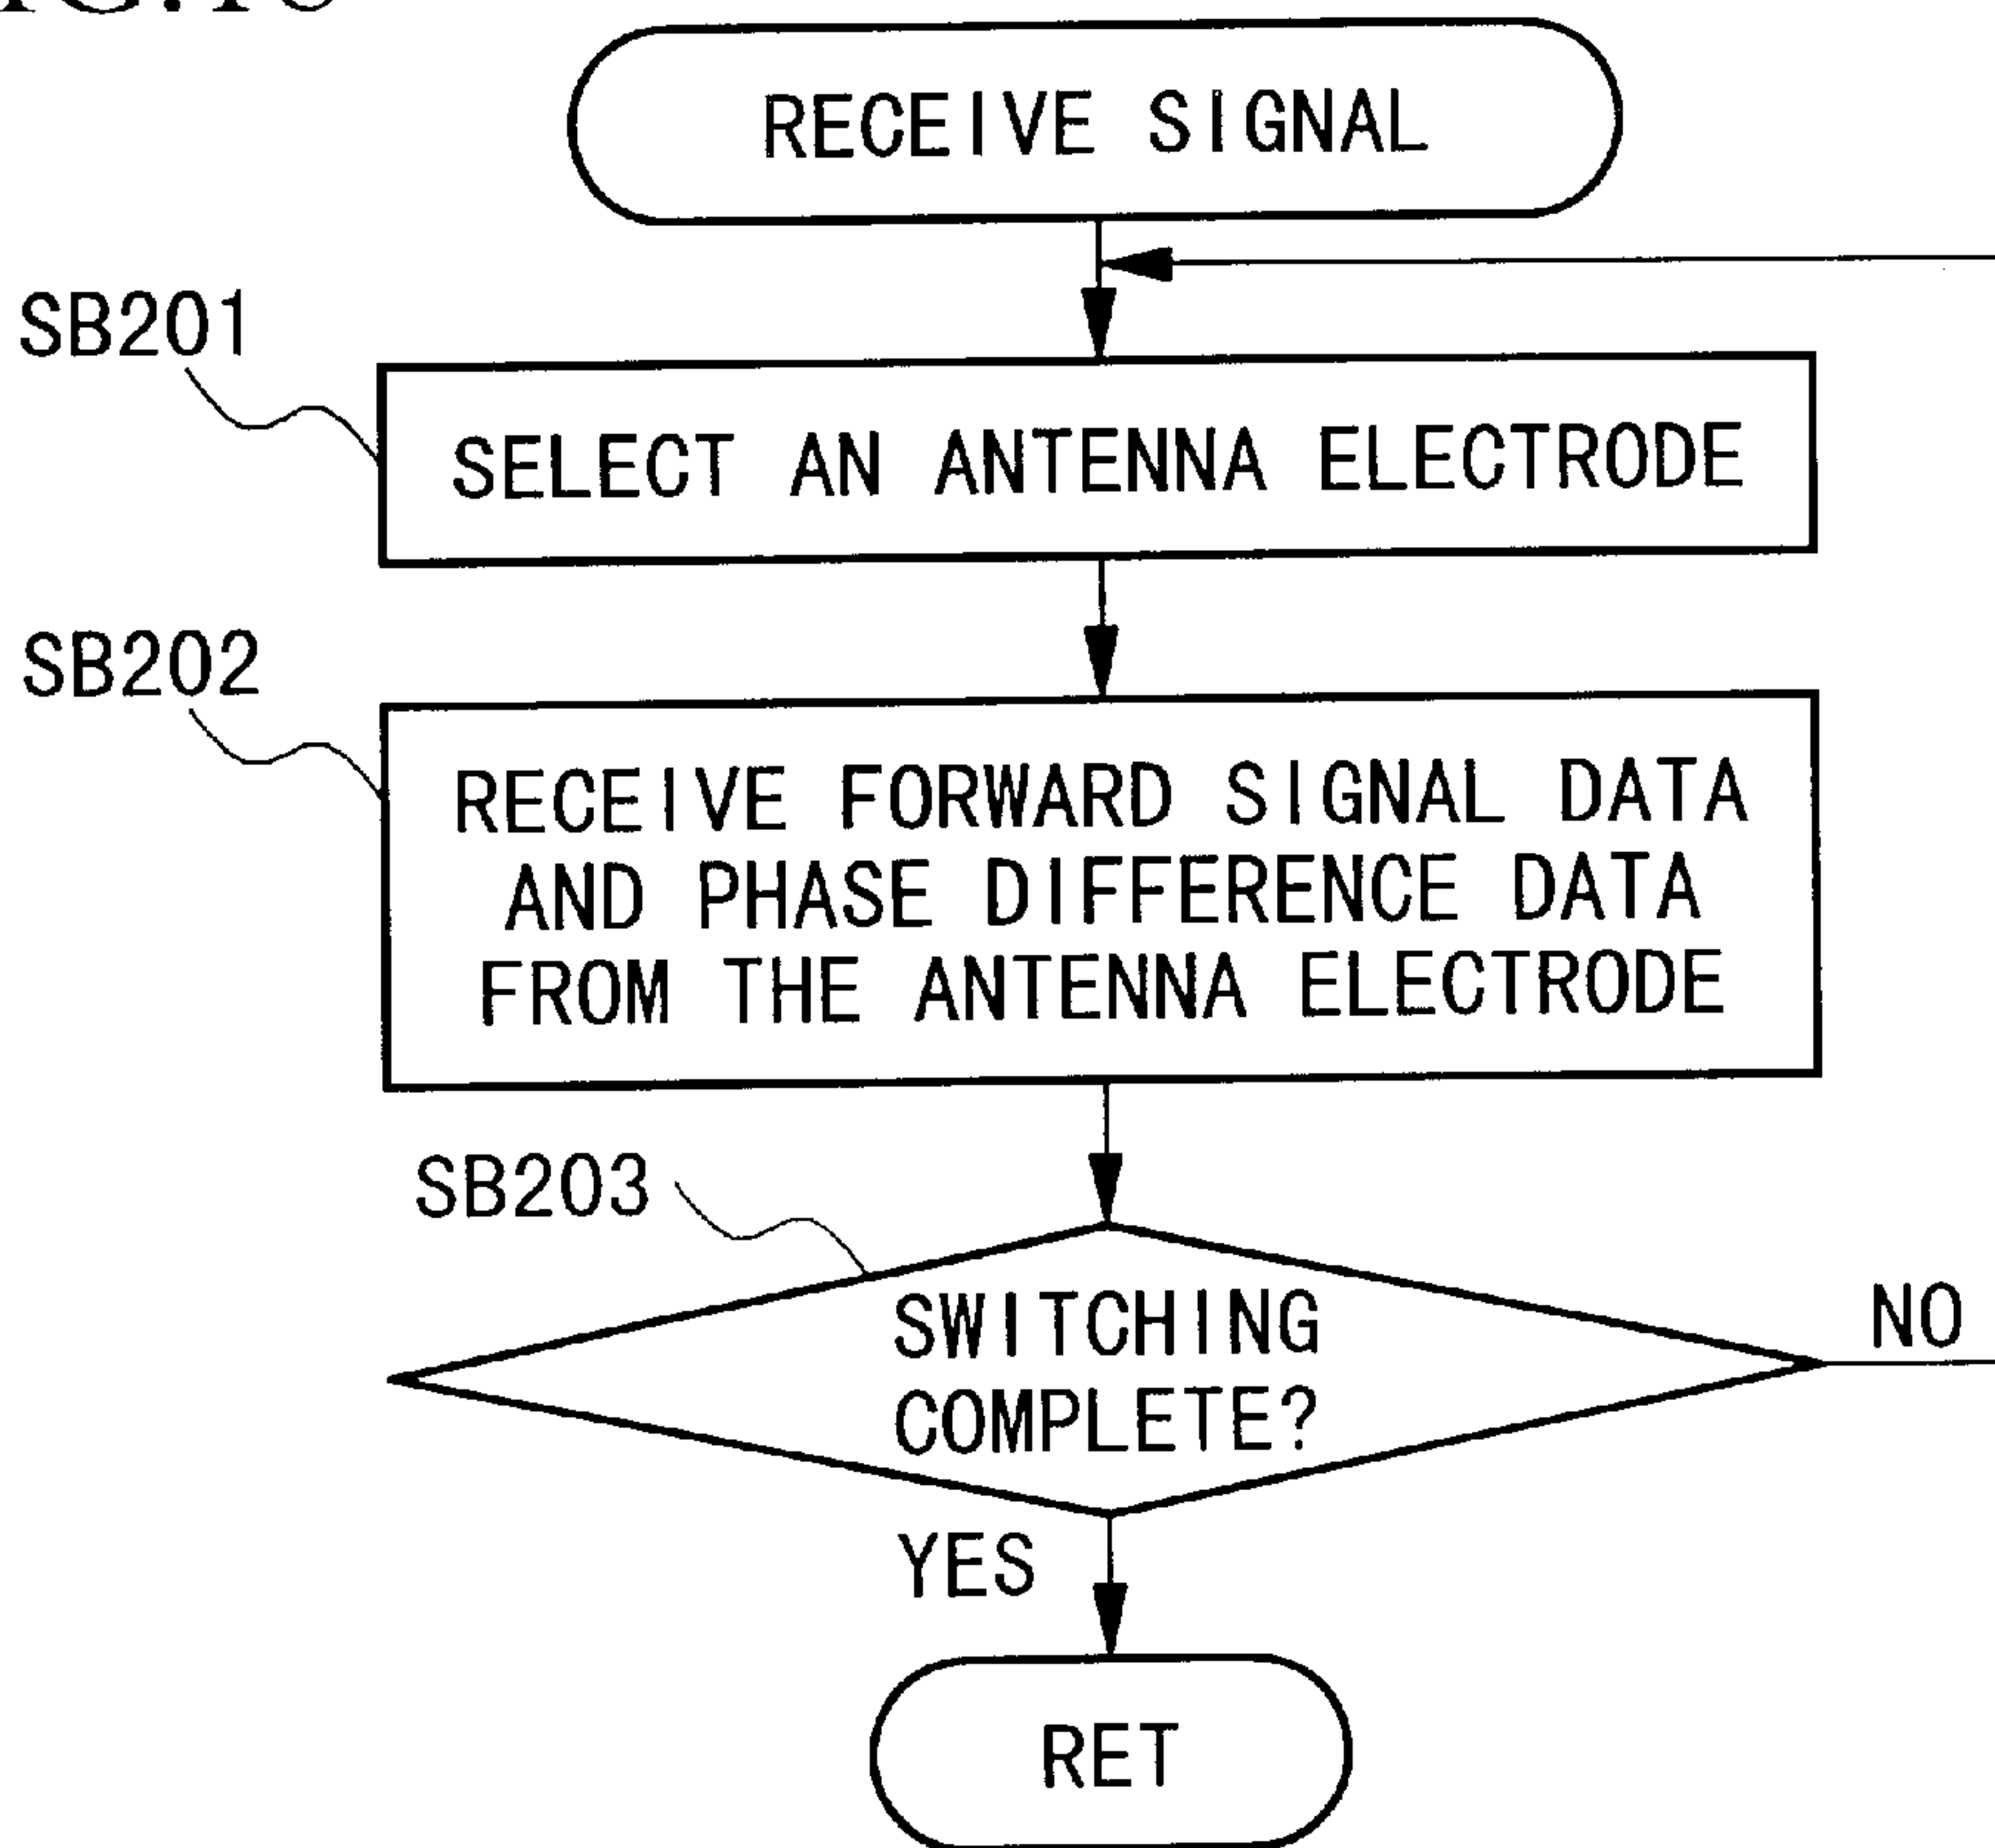 RECEIVE SIGNAL
SB201
SELECT AN ANTENNA ELECTRODE
SB202
RECEIVE FORWARD SIGNAL DATA
AND PHASE DIFFERENCE DATA
FROM THE ANTENNA ELECTRODE
SB203
SWITCHING
COMPLETE?
NO
YES
RET